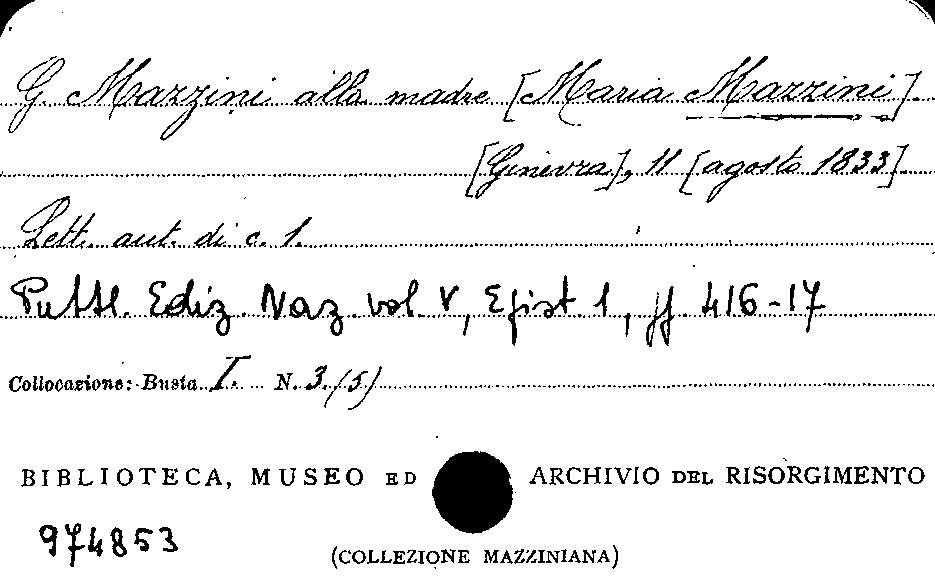 G. Mazzini alla madre [Maria Mazzini].
[Ginevra], 11 [agosto 1833].
Lett. aut. di c. 1.
Pubbl. Ediz. Naz. vol. V, Epist. 1, pp. 416-17
Collocazione: Busta I. N. 3 (5)
BIBLIOTECA, MUSEO ED ARCHIVIO DEL RISORGIMENTO
974853
(COLLEZIONE MAZZINIANA)